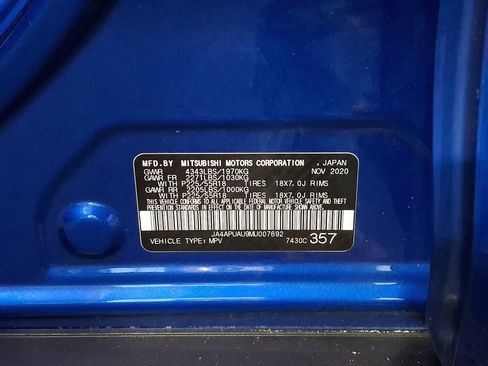 MFD.BY MITSUBISHI MOTORS CORPORATION , JAPAN
GVWR 4343LBS/1970KG NOV 2020
GAWR FR 2271LBS/1030KG
WITH P225/55R18 TIRES 18X7.0J RIMS
GAWR RR 2205LBS/1000KG
WITH P225/55R18 TIRES 18X7.0J RIMS
THIS VEHICLE CONFORMS TO ALL APPLICABLE FEDERAL
MOTOR VEHICLE SAFETY AND THEFT PREVENTION STANDARDS
IN EFFECT ON THE DATE OF MANUFACTURE SHOWN ABOVE.
JA4APUAU9MU007692
VEHICLE TYPE: MPV 7430C 357